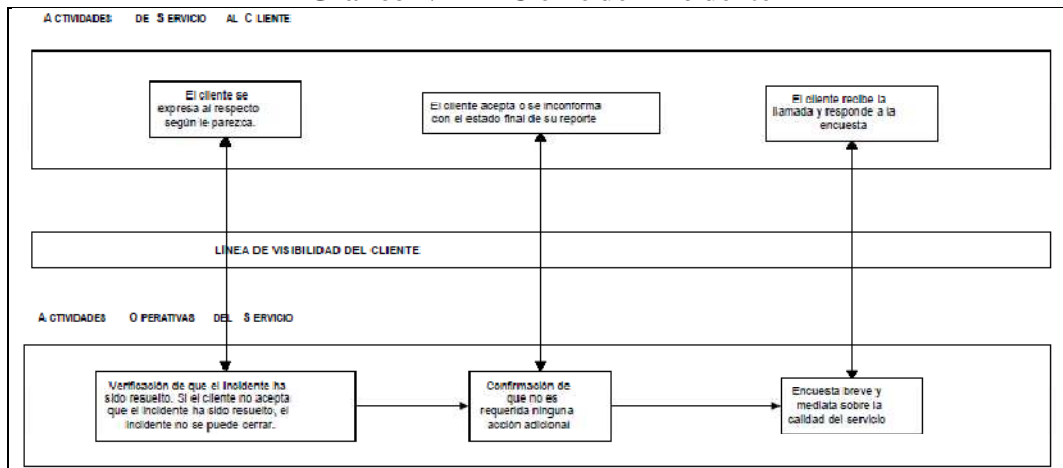 ACTIVIDADES DE SERVICIO AL CLIENTE
El cliente se
expresa al respecto
según le parezca.
El cliente acepta o se inconforma
con el estado final de su reporte
El cliente recibe la
llamada y responde a la
encuesta
LÍNEA DE VISIBILIDAD DEL CLIENTE
ACTIVIDADES OPERATIVAS DEL SERVICIO
Verificación de que el incidente ha
sido resuelto. Si el cliente no acepta
que el incidente ha sido resuelto, el
incidente no se puede cerrar.
Confirmación de
que no es
requerida ninguna
acción adicional
Encuesta breve y
mediata sobre la
calidad del servicio